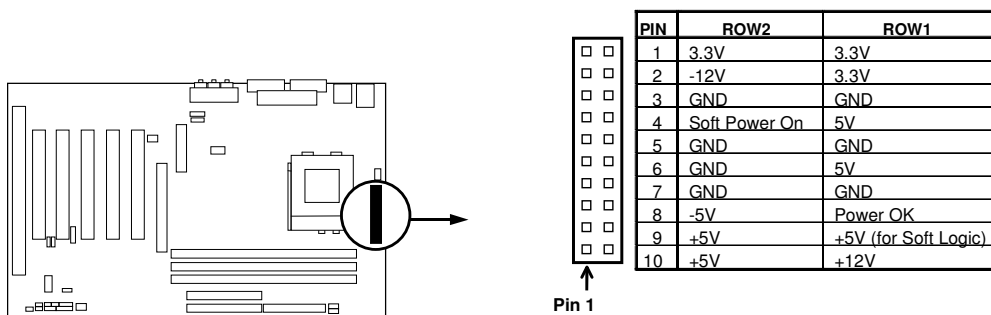 PIN ROW2 ROW1
1 3.3V 3.3V
2 -12V 3.3V
3 GND GND
4 Soft Power On 5V
5 GND GND
6 GND 5V
7 GND GND
8 -5V Power OK
9 +5V +5V (for Soft Logic)
10 +5V +12V
Pin 1